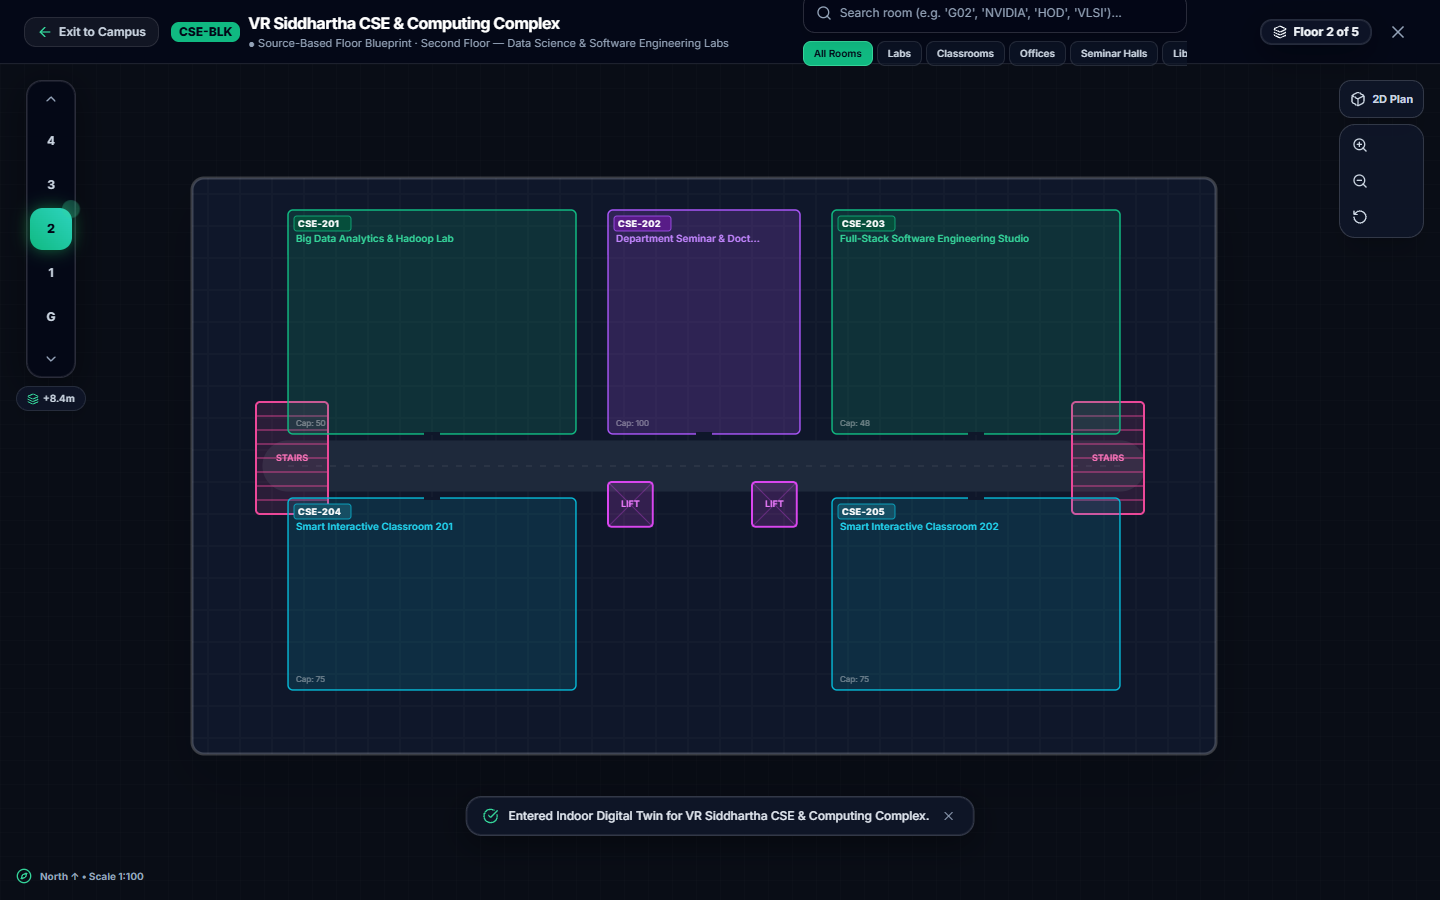 Exit to Campus
CSE-BLK
VR Siddhartha CSE & Computing Complex
● Source-Based Floor Blueprint · Second Floor — Data Science & Software Engineering Labs
Search room (e.g. 'G02', 'NVIDIA', 'HOD', 'VLSI')...
All Rooms
Labs
Classrooms
Offices
Seminar Halls
Lib
Floor 2 of 5
4
3
2
1
G
+8.4m
2D Plan
CSE-201
Big Data Analytics & Hadoop Lab
Cap: 50
CSE-202
Department Seminar & Doct...
Cap: 100
CSE-203
Full-Stack Software Engineering Studio
Cap: 48
STAIRS
STAIRS
LIFT
LIFT
CSE-204
Smart Interactive Classroom 201
Cap: 75
CSE-205
Smart Interactive Classroom 202
Cap: 75
Entered Indoor Digital Twin for VR Siddhartha CSE & Computing Complex.
North ↑ • Scale 1:100